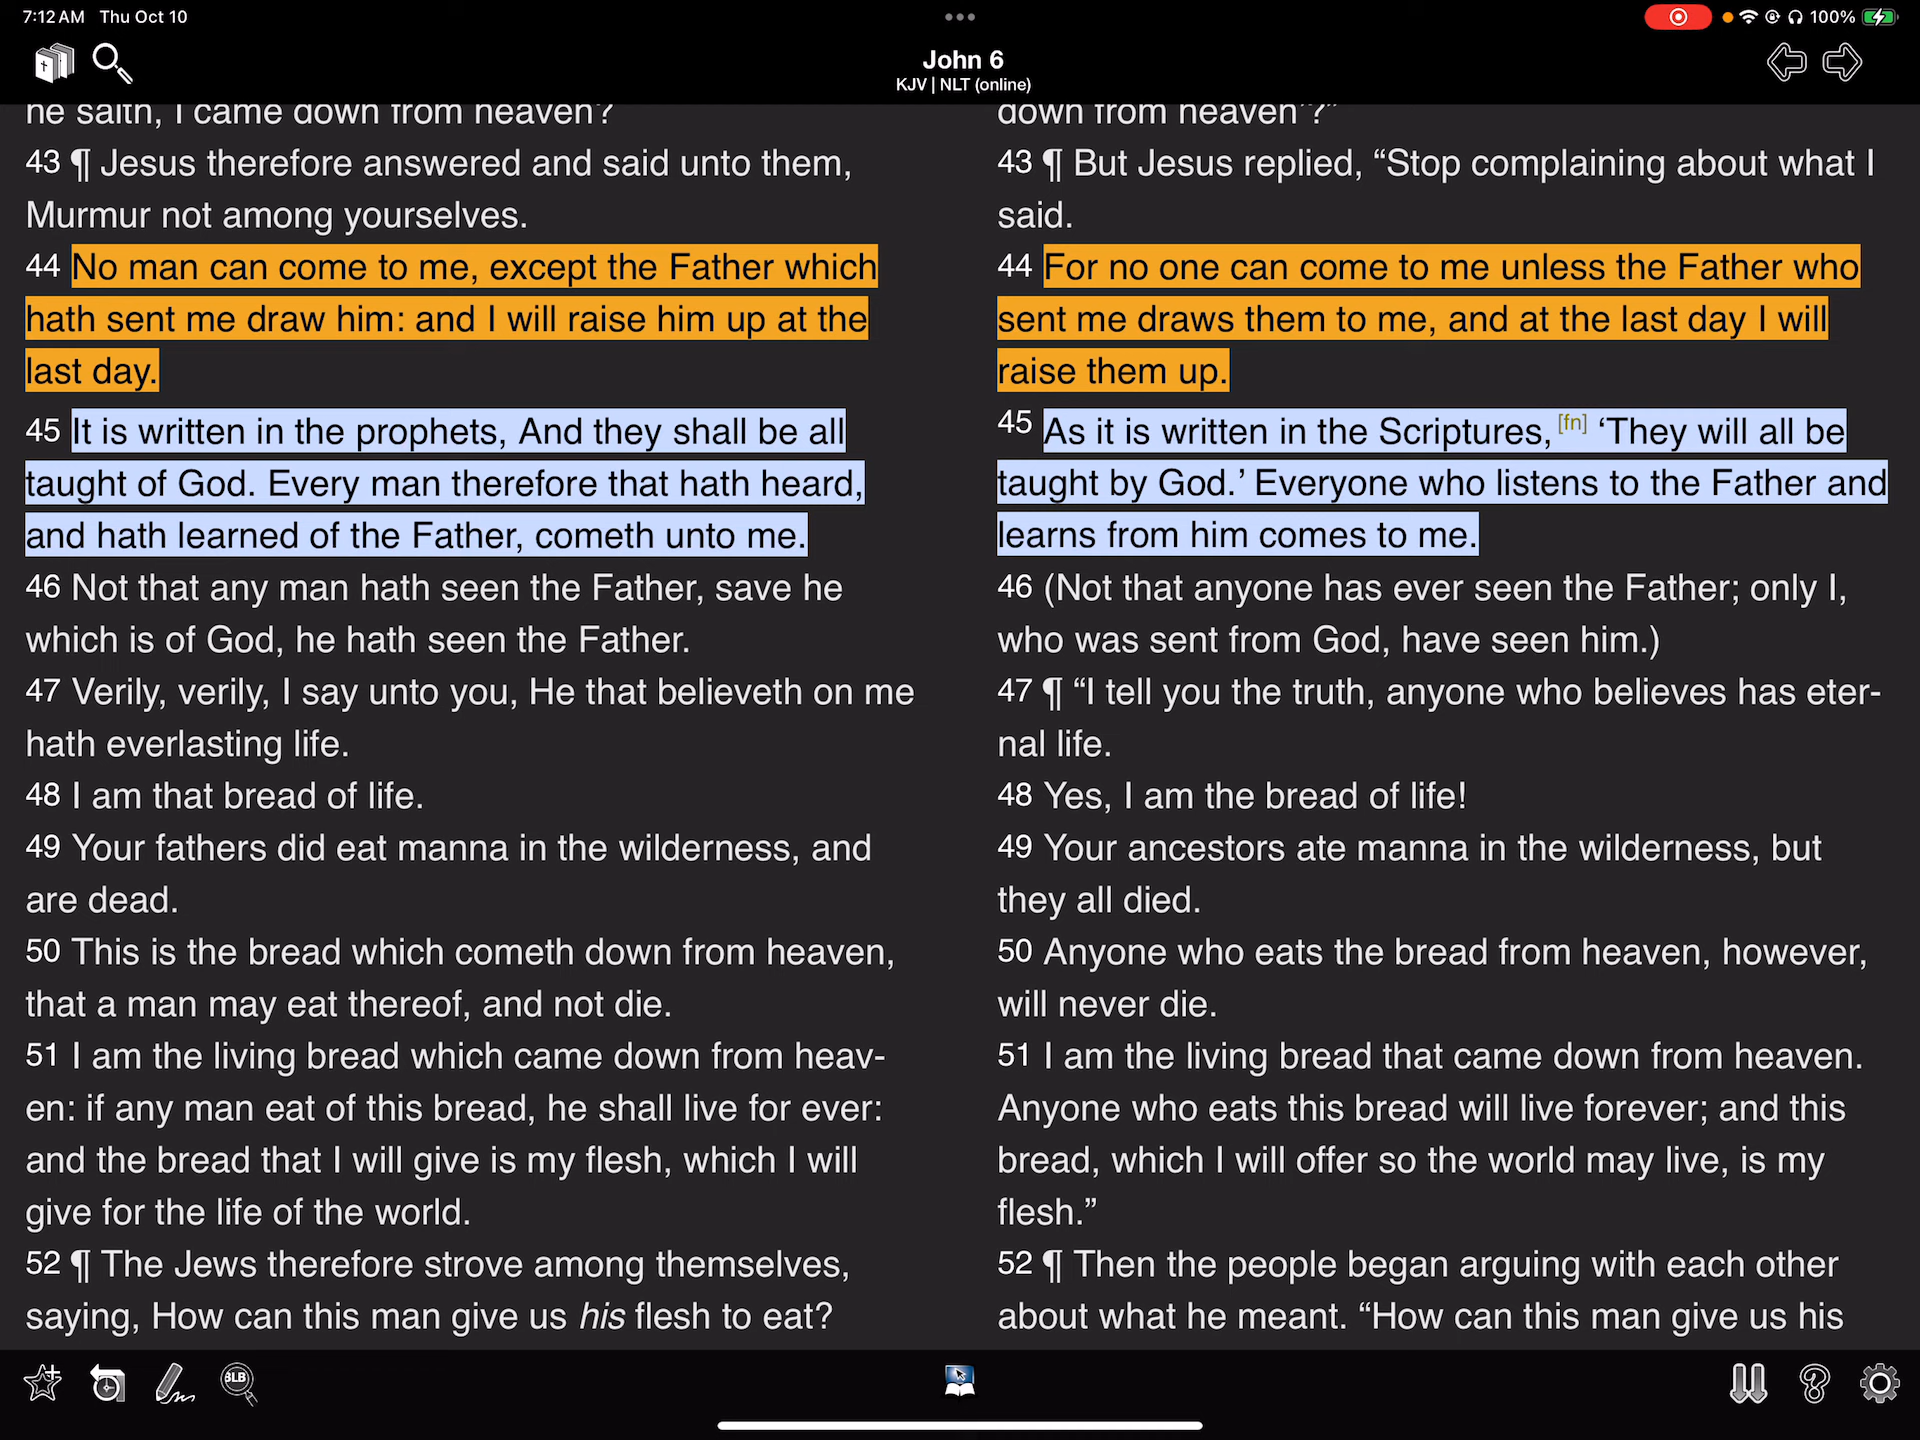 7:12 AM Thu Oct 10
100%
John 6
KJV | NLT (online)
he saith, I came down from heaven?
43 ¶ Jesus therefore answered and said unto them,
Murmur not among yourselves.
44 No man can come to me, except the Father which
hath sent me draw him: and I will raise him up at the
last day.
45 It is written in the prophets, And they shall be all
taught of God. Every man therefore that hath heard,
and hath learned of the Father, cometh unto me.
46 Not that any man hath seen the Father, save he
which is of God, he hath seen the Father.
47 Verily, verily, I say unto you, He that believeth on me
hath everlasting life.
48 I am that bread of life.
49 Your fathers did eat manna in the wilderness, and
are dead.
50 This is the bread which cometh down from heaven,
that a man may eat thereof, and not die.
51 I am the living bread which came down from heav-
en: if any man eat of this bread, he shall live for ever:
and the bread that I will give is my flesh, which I will
give for the life of the world.
52 ¶ The Jews therefore strove among themselves,
saying, How can this man give us his flesh to eat?
down from heaven’?”
43 ¶ But Jesus replied, “Stop complaining about what I
said.
44 For no one can come to me unless the Father who
sent me draws them to me, and at the last day I will
raise them up.
45 As it is written in the Scriptures, [fn] ‘They will all be
taught by God.’ Everyone who listens to the Father and
learns from him comes to me.
46 (Not that anyone has ever seen the Father; only I,
who was sent from God, have seen him.)
47 ¶ “I tell you the truth, anyone who believes has eter-
nal life.
48 Yes, I am the bread of life!
49 Your ancestors ate manna in the wilderness, but
they all died.
50 Anyone who eats the bread from heaven, however,
will never die.
51 I am the living bread that came down from heaven.
Anyone who eats this bread will live forever; and this
bread, which I will offer so the world may live, is my
flesh.”
52 ¶ Then the people began arguing with each other
about what he meant. “How can this man give us his
BLB